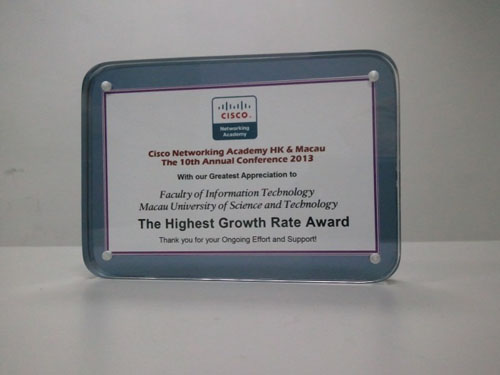 CISCO.
Networking
Academy
Cisco Networking Academy HK & Macau
The 10th Annual Conference 2013
With our Greatest Appreciation to
Faculty of Information Technology
Macau University of Science and Technology
The Highest Growth Rate Award
Thank you for your Ongoing Effort and Support!